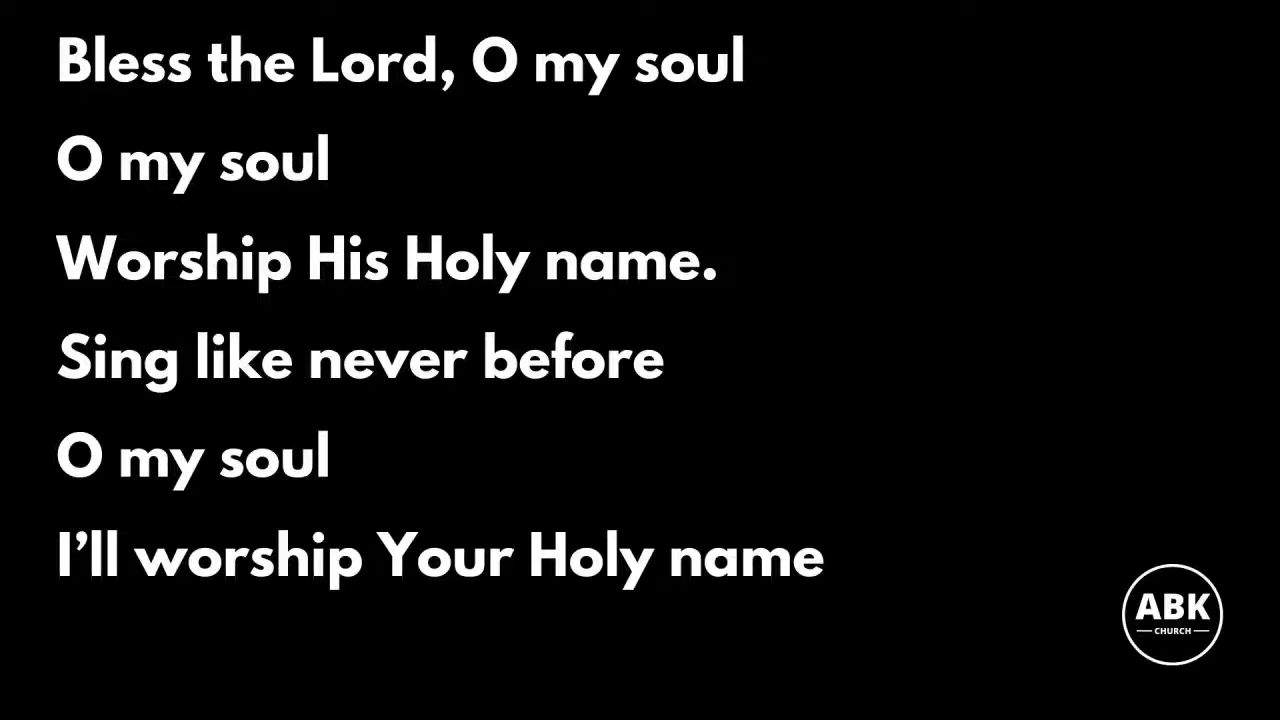 Bless the Lord, O my soul
O my soul
Worship His Holy name.
Sing like never before
O my soul
I’ll worship Your Holy name
ABK
CHURCH